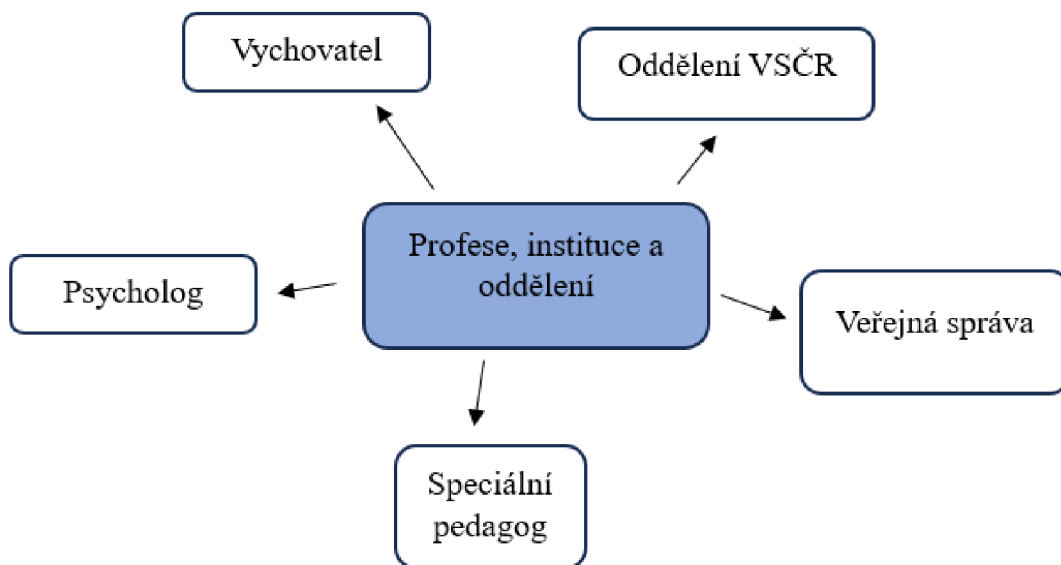 Vychovatel
Oddělení VSČR
Profese, instituce a
oddělení
Psycholog
Veřejná správa
Speciální
pedagog